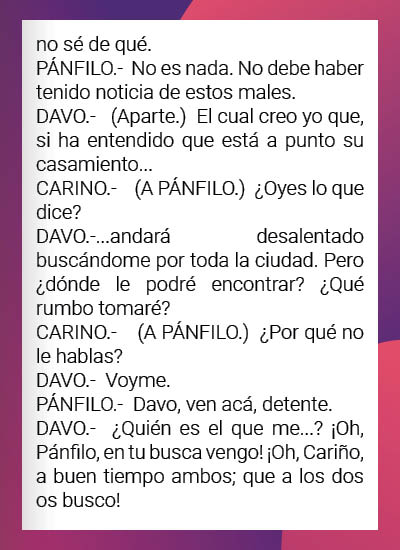 no sé de qué.
PÁNFILO.- No es nada. No debe haber
tenido noticia de estos males.
DAVO.- (Aparte.) El cual creo yo que,
si ha entendido que está a punto su
casamiento...
CARINO.- (A PÁNFILO.) ¿Oyes lo que
dice?
DAVO.-...andará desalentado
buscándome por toda la ciudad. Pero
¿dónde le podré encontrar? ¿Qué
rumbo tomaré?
CARINO.- (A PÁNFILO.) ¿Por qué no
le hablas?
DAVO.- Voyme.
PÁNFILO.- Davo, ven acá, detente.
DAVO.- ¿Quién es el que me...? ¡Oh,
Pánfilo, en tu busca vengo! ¡Oh, Cariño,
a buen tiempo ambos; que a los dos
os busco!